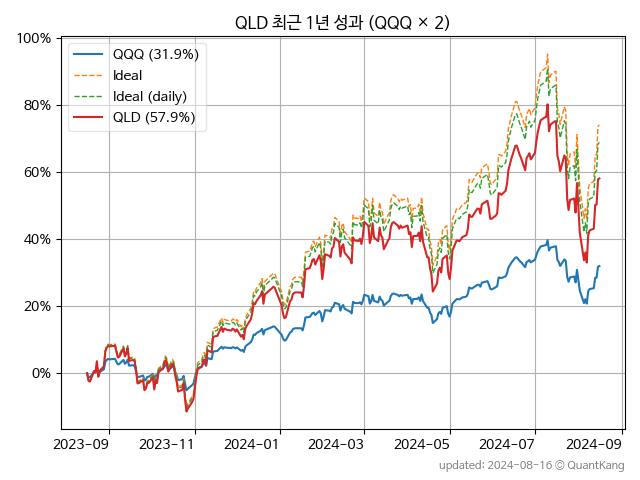 QLD 최근 1년 성과 (QQQ × 2)
100%
80%
60%
40%
20%
0%
QQQ (31.9%)
Ideal
Ideal (daily)
QLD (57.9%)
2023-09
2023-11
2024-01
2024-03
2024-05
2024-07
2024-09
updated: 2024-08-16 © QuantKang